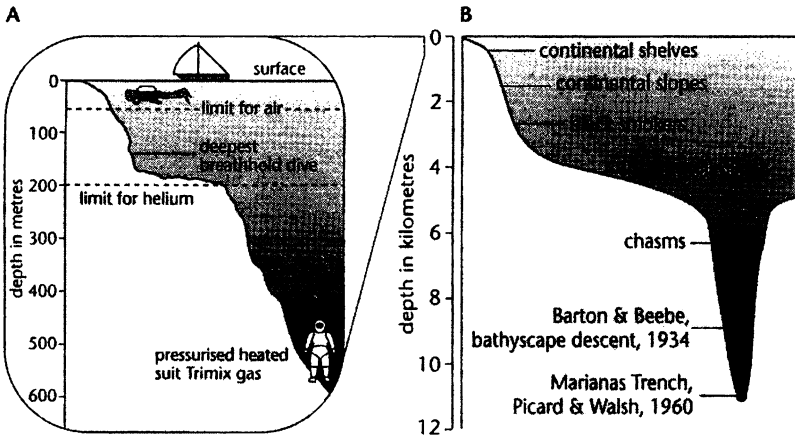 A
surface
0
limit for air
100
deepest
breathhold dive
200
limit for helium
300
400
500
pressurised heated
suit Trimix gas
600
depth in metres
B
0
continental shelves
continental slopes
2
black smokers
4
6
chasms
8
Barton & Beebe,
bathyscape descent, 1934
10
Marianas Trench,
Picard & Walsh, 1960
12
depth in kilometres